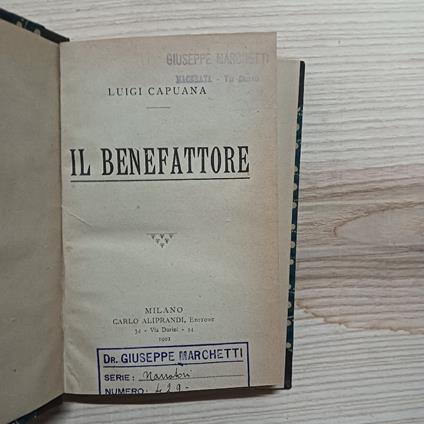 GIUSEPPE MARCHETTI
MACERATA - Via
LUIGI CAPUANA
IL BENEFATTORE
MILANO
CARLO ALIPRANDI, EDITORE
34 - Via Durini - 34
DR. GIUSEPPE MARCHETTI
SERIE: Narratori
NUMERO: 429-